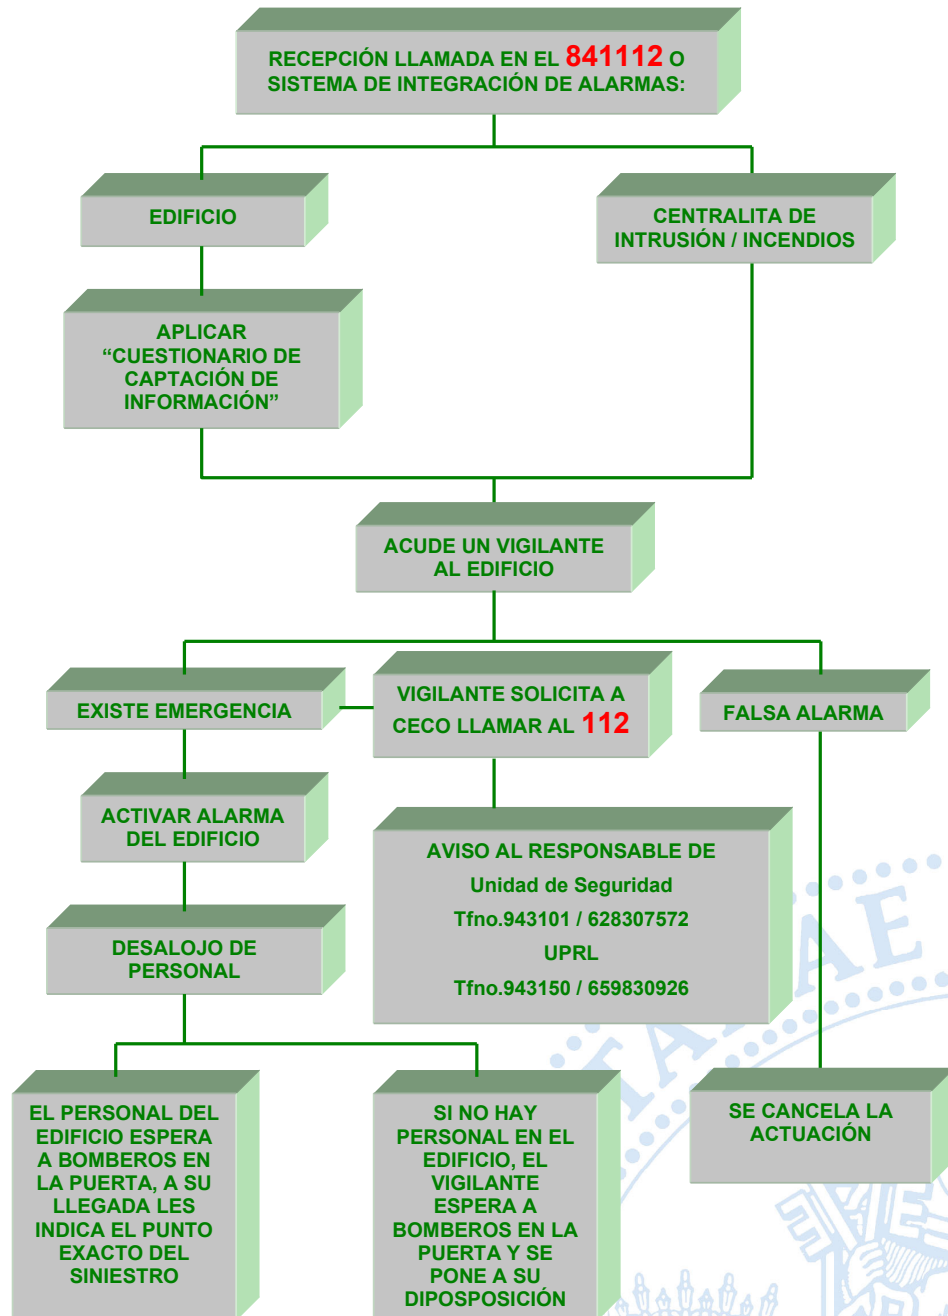 RECEPCIÓN LLAMADA EN EL 841112 O
SISTEMA DE INTEGRACIÓN DE ALARMAS:
EDIFICIO
CENTRALITA DE
INTRUSIÓN / INCENDIOS
APLICAR
“CUESTIONARIO DE
CAPTACIÓN DE
INFORMACIÓN”
ACUDE UN VIGILANTE
AL EDIFICIO
EXISTE EMERGENCIA
VIGILANTE SOLICITA A
CECO LLAMAR AL 112
FALSA ALARMA
ACTIVAR ALARMA
DEL EDIFICIO
AVISO AL RESPONSABLE DE
Unidad de Seguridad
Tfno.943101 / 628307572
UPRL
Tfno.943150 / 659830926
DESALOJO DE
PERSONAL
EL PERSONAL DEL
EDIFICIO ESPERA
A BOMBEROS EN
LA PUERTA, A SU
LLEGADA LES
INDICA EL PUNTO
EXACTO DEL
SINIESTRO
SI NO HAY
PERSONAL EN EL
EDIFICIO, EL
VIGILANTE
ESPERA A
BOMBEROS EN LA
PUERTA Y SE
PONE A SU
DIPOSPOSICIÓN
SE CANCELA LA
ACTUACIÓN